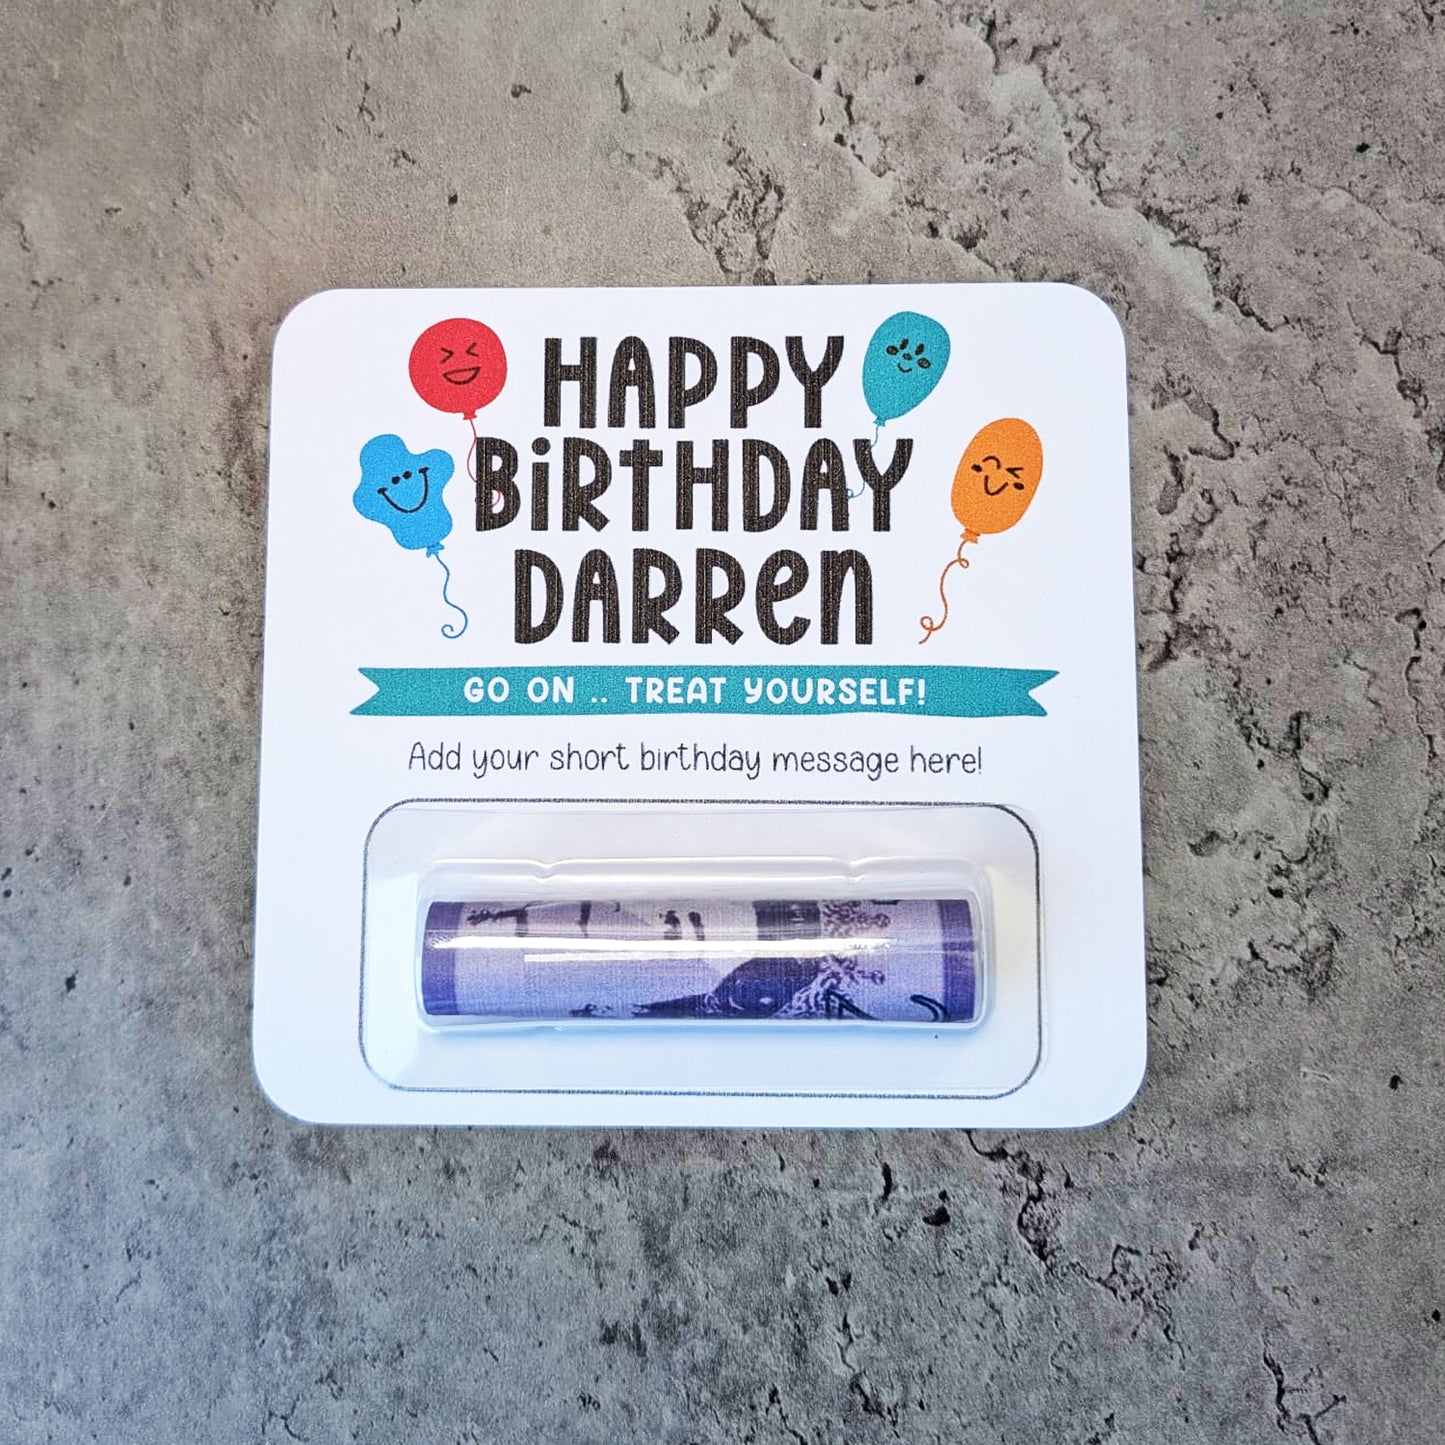 HAPPY
BiRtHDAY
DARRen
GO ON .. TREAT YOURSELF!
Add your short birthday message here!